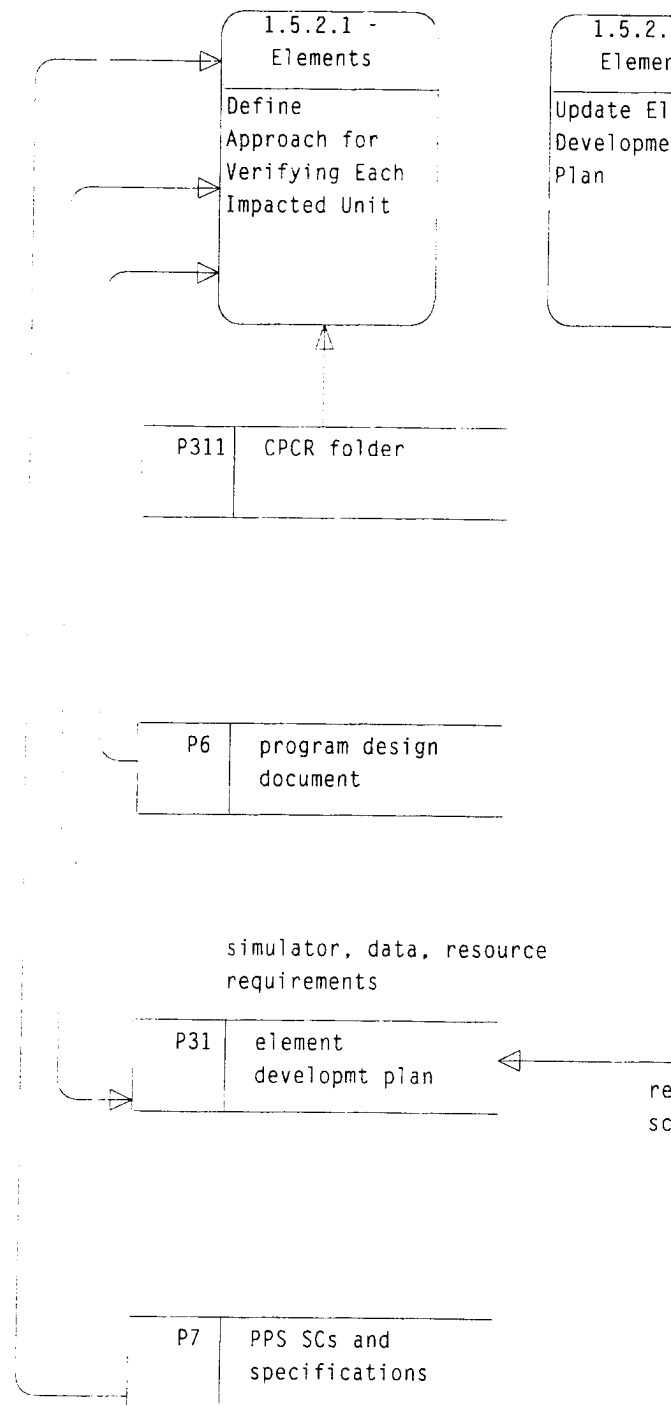 1.5.2.1 -
Elements
Define
Approach for
Verifying Each
Impacted Unit
1.5.2.
Elemen
Update El
Developme
Plan
P311 CPCR folder
P6 program design
document
simulator, data, resource
requirements
P31 element
developmt plan
re
sc
P7 PPS SCs and
specifications